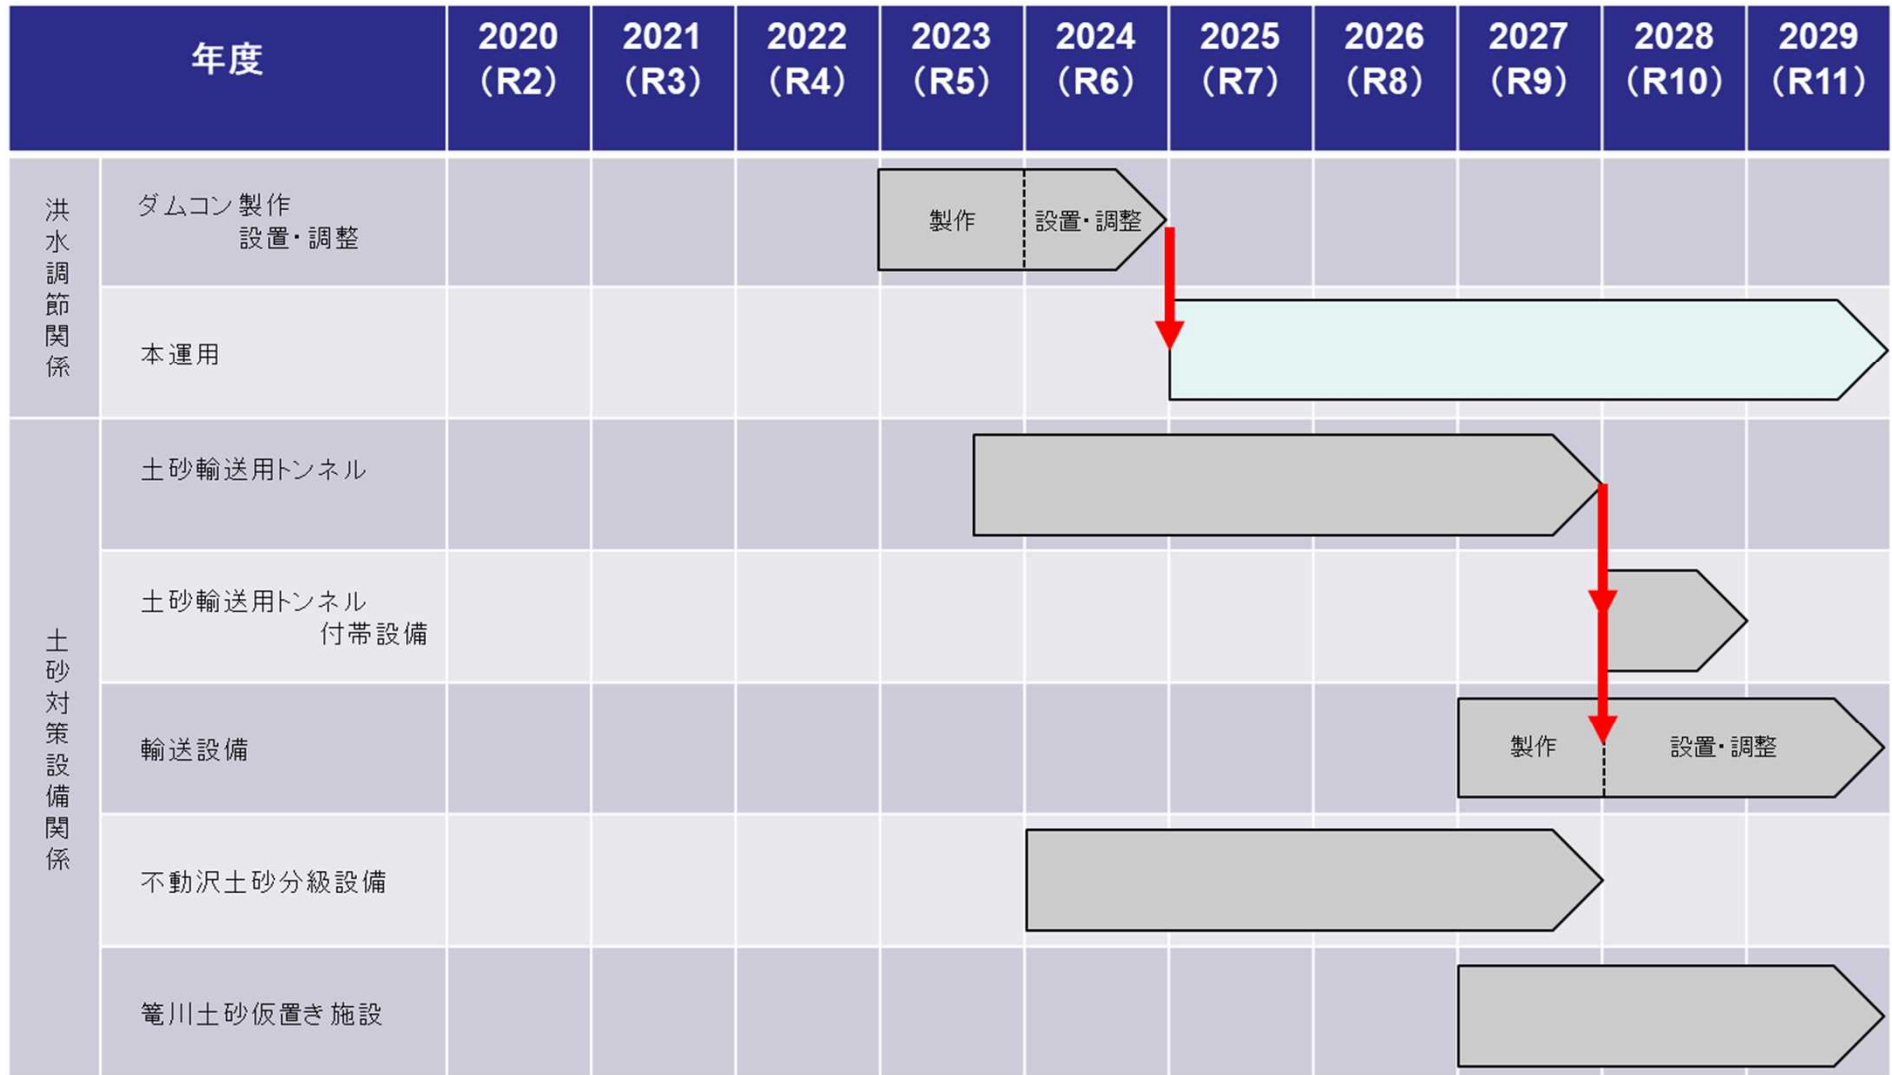 年度
2020
（R2）
2021
（R3）
2022
（R4）
2023
（R5）
2024
（R6）
2025
（R7）
2026
（R8）
2027
（R9）
2028
（R10）
2029
（R11）
洪水調節関係
ダムコン製作
設置・調整
製作
設置・調整
本運用
土砂対策設備関係
土砂輸送用トンネル
土砂輸送用トンネル
付帯設備
輸送設備
製作
設置・調整
不動沢土砂分級設備
篭川土砂仮置き施設